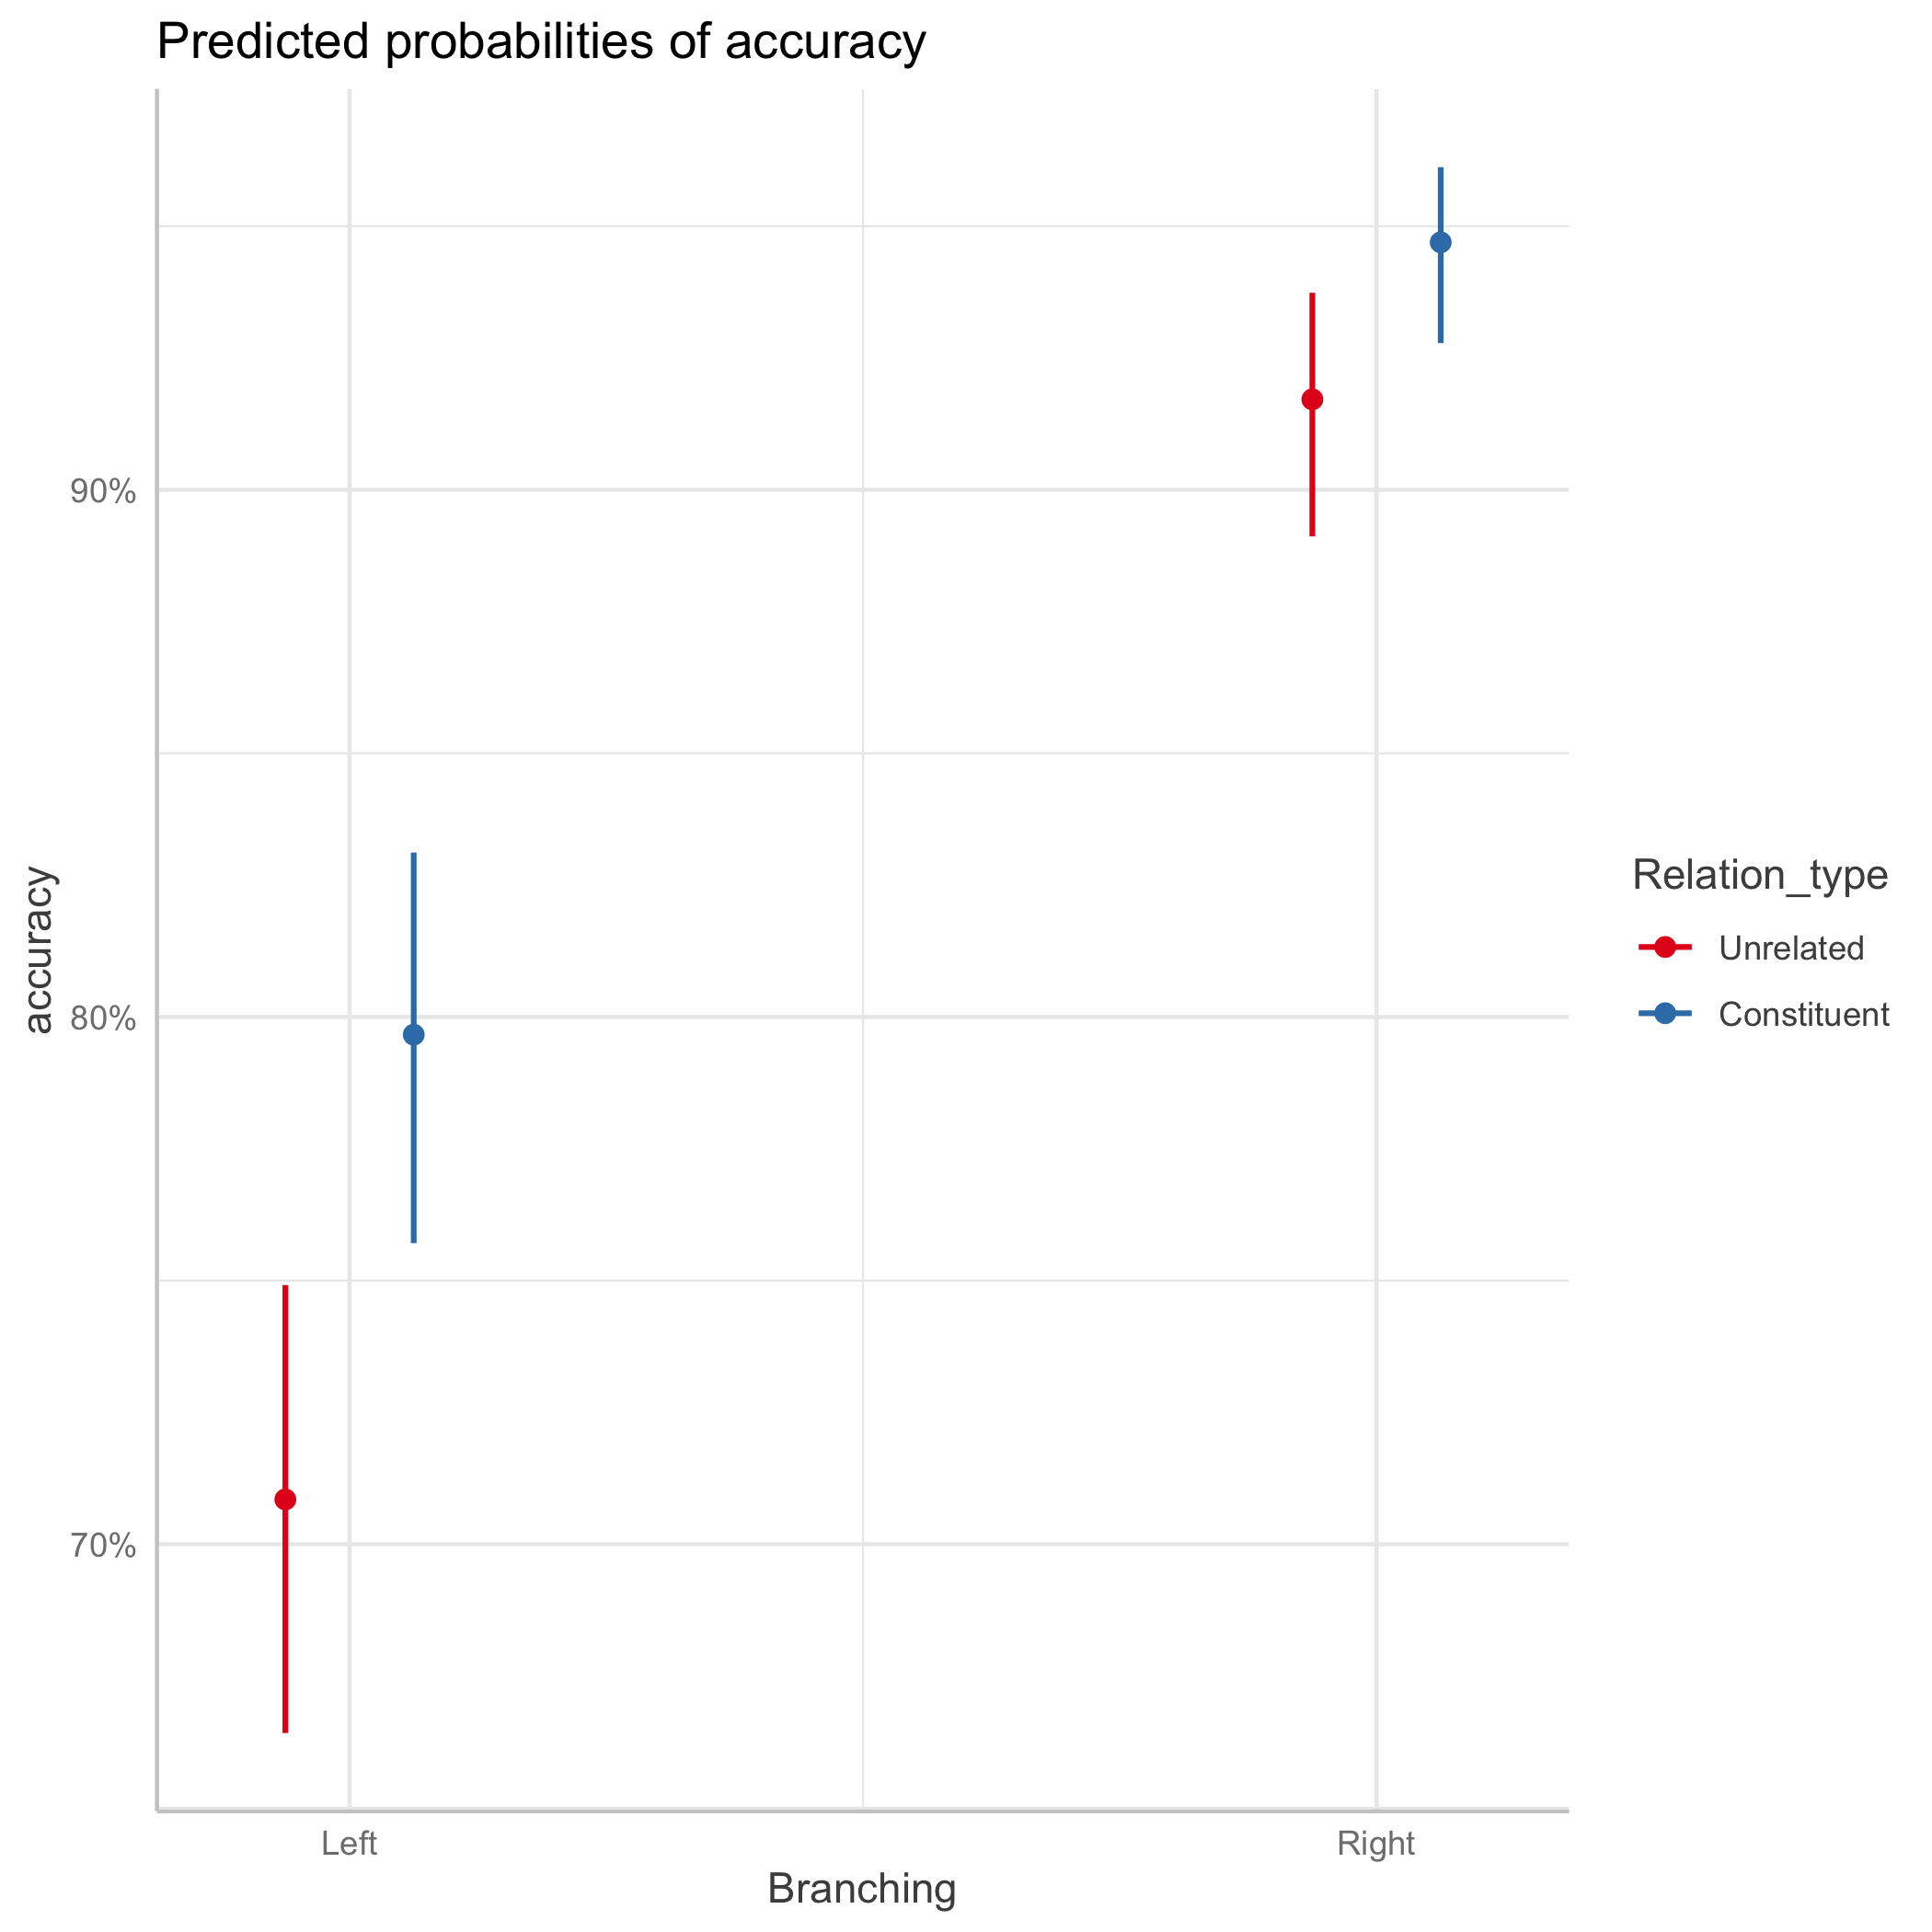 Predicted probabilities of accuracy
90%
80%
70%
accuracy
Left
Right
Branching
Relation_type
Unrelated
Constituent